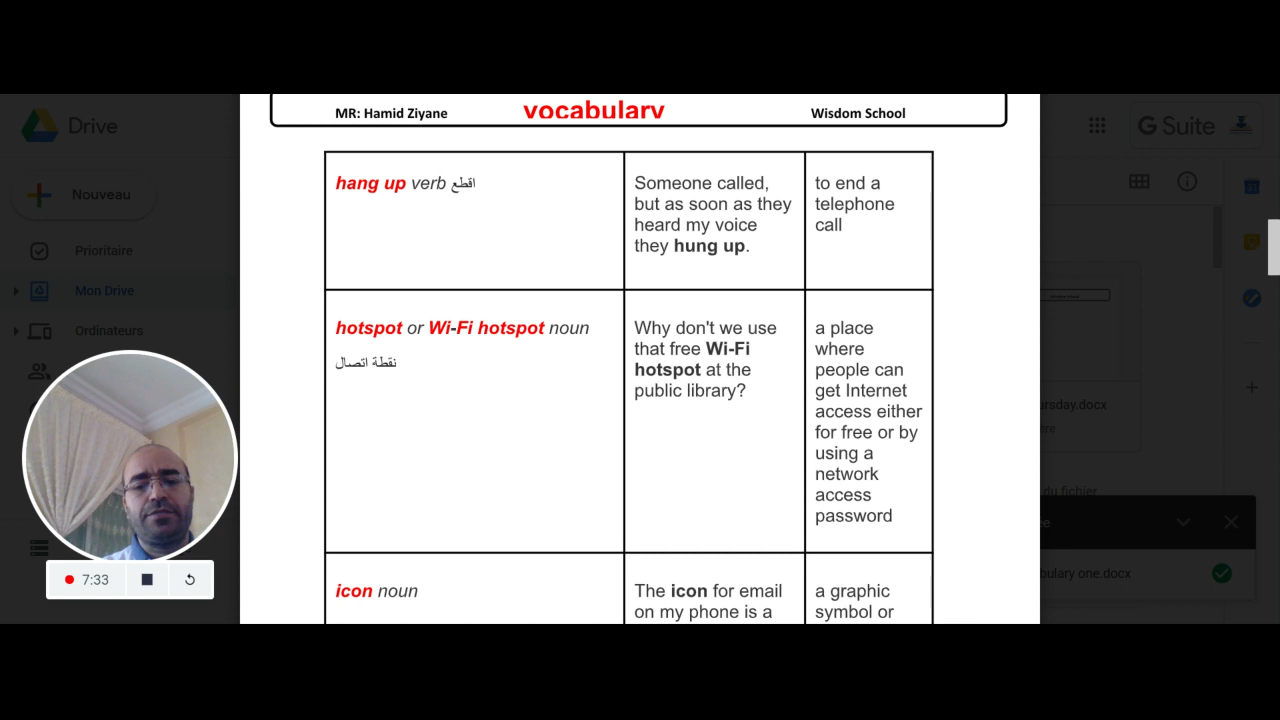 MR: Hamid Ziyane vocabulary Wisdom School
Drive
G Suite
Nouveau
Prioritaire
Mon Drive
Ordinateurs
hang up verb اقطع
Someone called,
but as soon as they
heard my voice
they hung up.
to end a
telephone
call
hotspot or Wi-Fi hotspot noun
نقطة اتصال
Why don't we use
that free Wi-Fi
hotspot at the
public library?
a place
where
people can
get Internet
access either
for free or by
using a
network
access
password
icon noun
The icon for email
on my phone is a
a graphic
symbol or
rsday.docx
du fichier
bulary one.docx
7:33